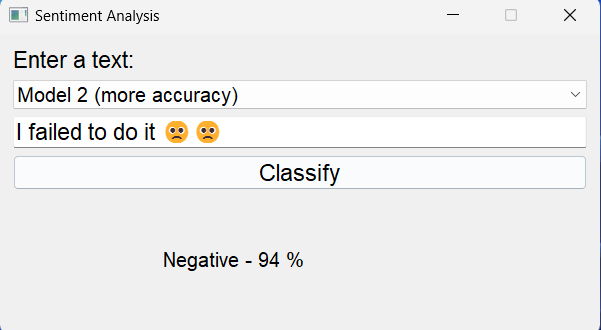 Sentiment Analysis
Enter a text:
Model 2 (more accuracy)
I failed to do it 🙁🙁
Classify
Negative - 94 %